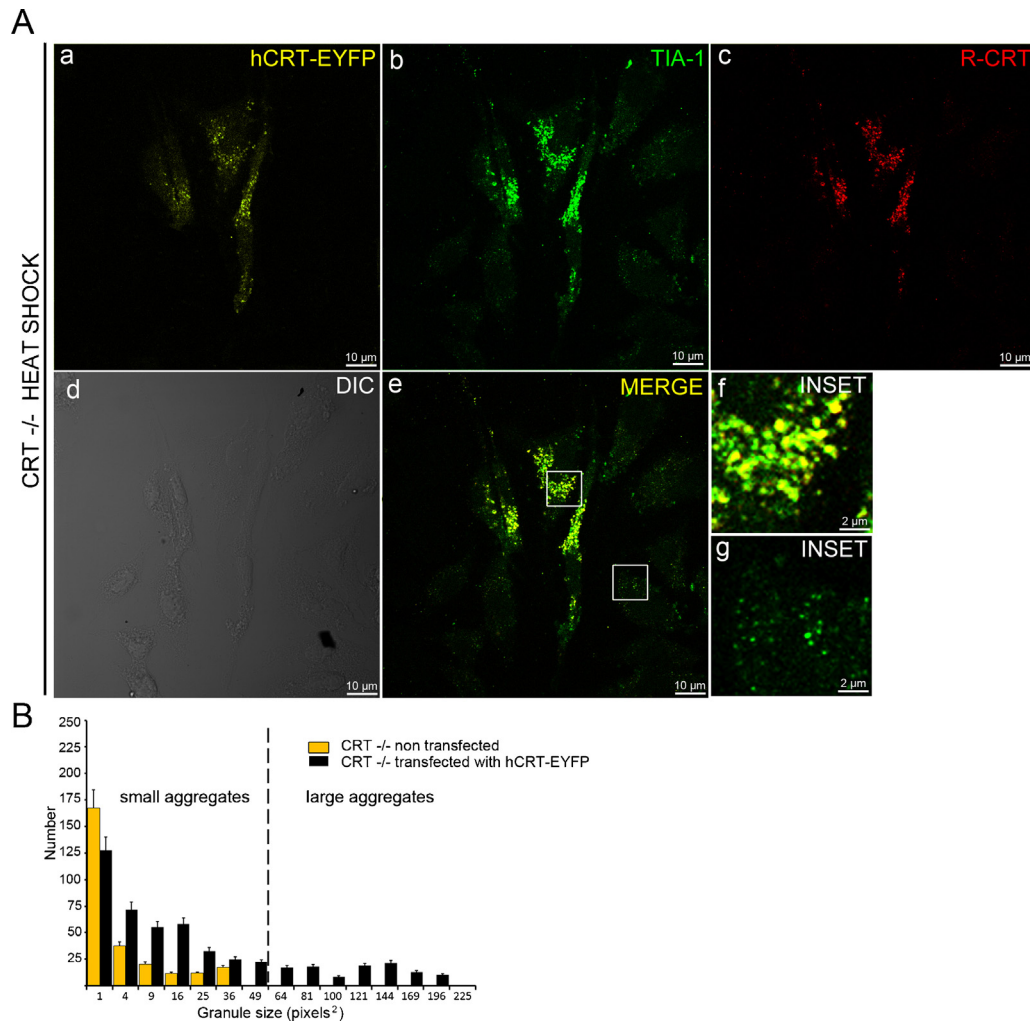 A
CRT -/- HEAT SHOCK
a hCRT-EYFP
10 µm
b TIA-1
10 µm
c R-CRT
10 µm
d DIC
10 µm
e MERGE
10 µm
f INSET
2 µm
g INSET
2 µm
B
Number
250
225
200
175
150
125
100
75
50
25
CRT -/- non transfected
CRT -/- transfected with hCRT-EYFP
small aggregates
large aggregates
1 4 9 16 25 36 49 64 81 100 121 144 169 196 225
Granule size (pixels²)